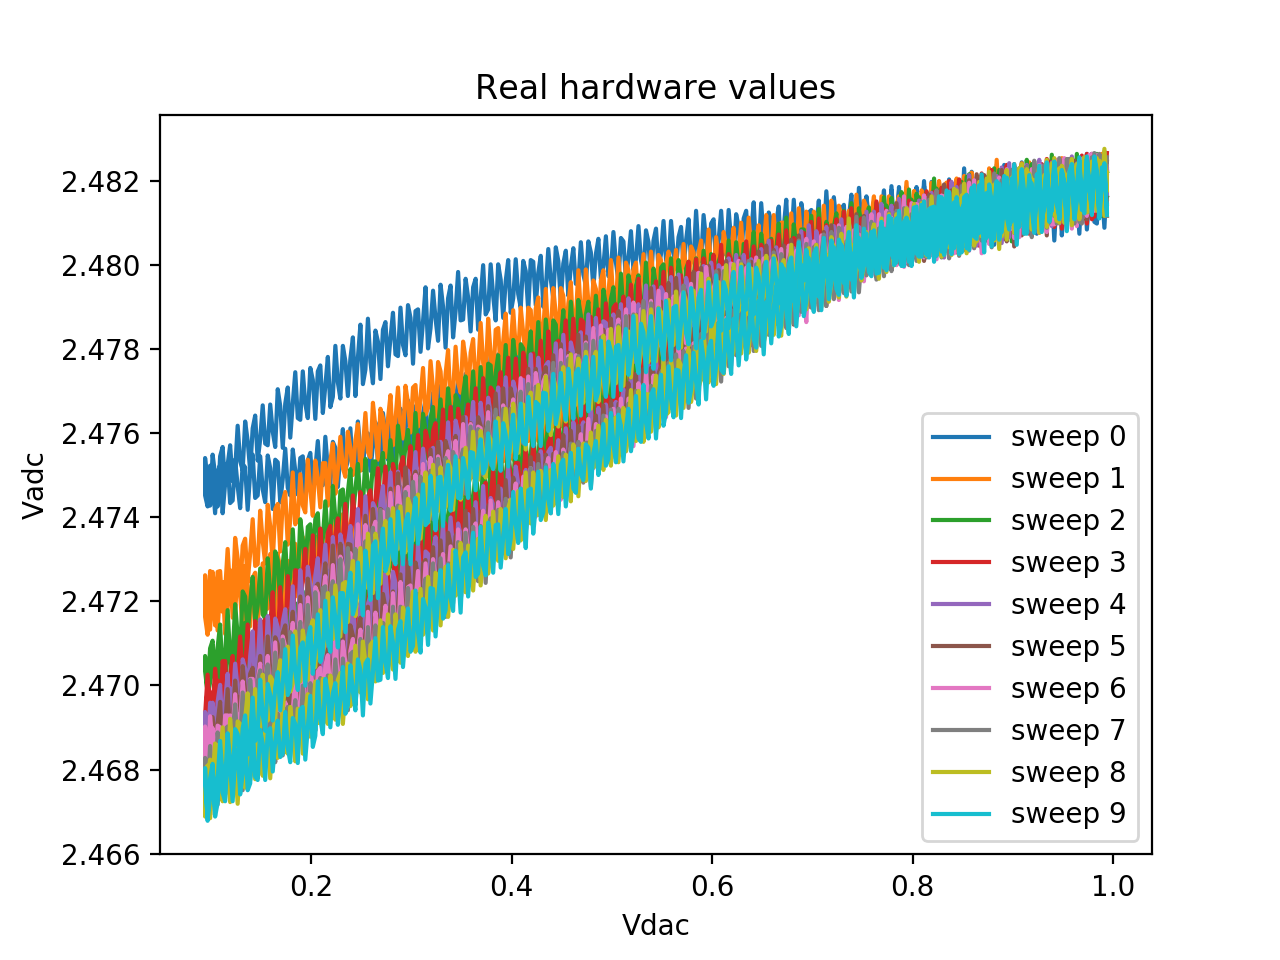 Real hardware values
Vadc
2.482
2.480
2.478
2.476
2.474
2.472
2.470
2.468
2.466
0.2 0.4 0.6 0.8 1.0
Vdac
sweep 0
sweep 1
sweep 2
sweep 3
sweep 4
sweep 5
sweep 6
sweep 7
sweep 8
sweep 9